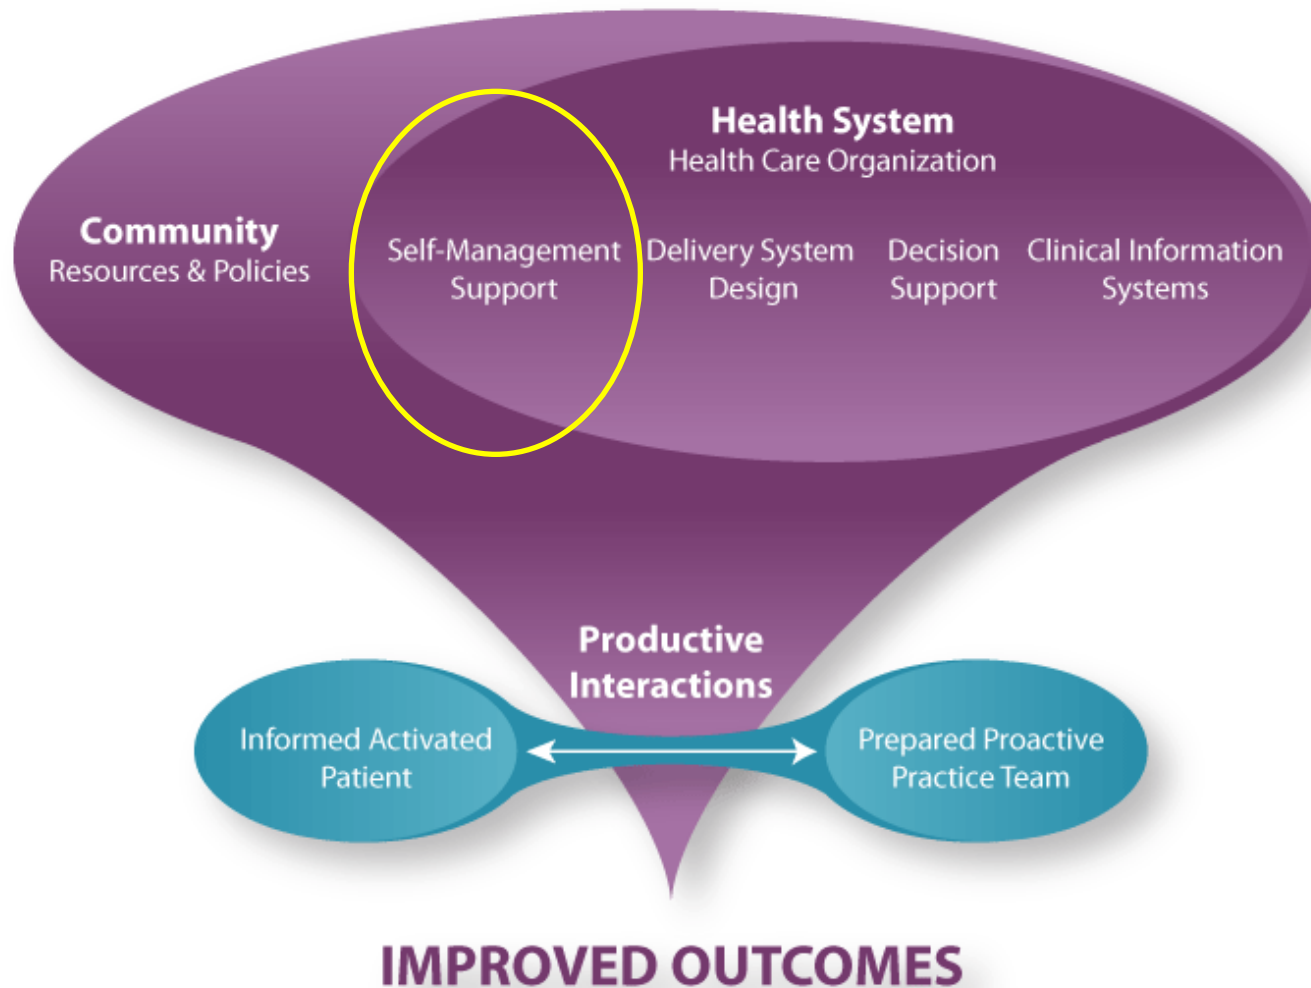 Health System
Health Care Organization
Community
Resources & Policies
Self-Management
Support
Delivery System
Design
Decision
Support
Clinical Information
Systems
Productive
Interactions
Informed Activated
Patient
Prepared Proactive
Practice Team
IMPROVED OUTCOMES